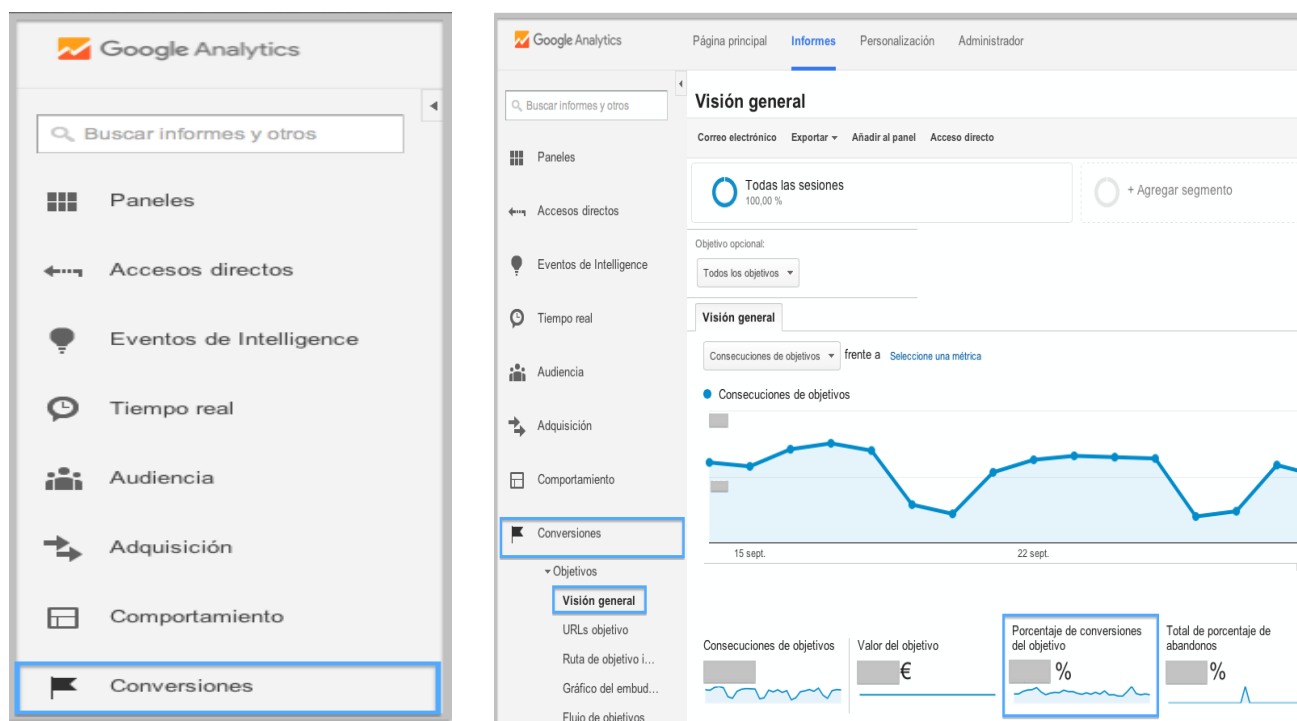 Google Analytics
Buscar informes y otros
Paneles
Accesos directos
Eventos de Intelligence
Tiempo real
Audiencia
Adquisición
Comportamiento
Conversiones
Google Analytics
Página principal Informes Personalización Administrador
Buscar informes y otros
Paneles
Accesos directos
Eventos de Intelligence
Tiempo real
Audiencia
Adquisición
Comportamiento
Conversiones
Objetivos
Visión general
URLs objetivo
Ruta de objetivo i...
Gráfico del embud...
Flujo de objetivos
Visión general
Correo electrónico Exportar Añadir al panel Acceso directo
Todas las sesiones
100,00 %
+ Agregar segmento
Objetivo opcional:
Todos los objetivos
Visión general
Consecuciones de objetivos frente a Seleccione una métrica
Consecuciones de objetivos
15 sept. 22 sept.
Consecuciones de objetivos
Valor del objetivo
€
Porcentaje de conversiones
del objetivo
%
Total de porcentaje de
abandonos
%